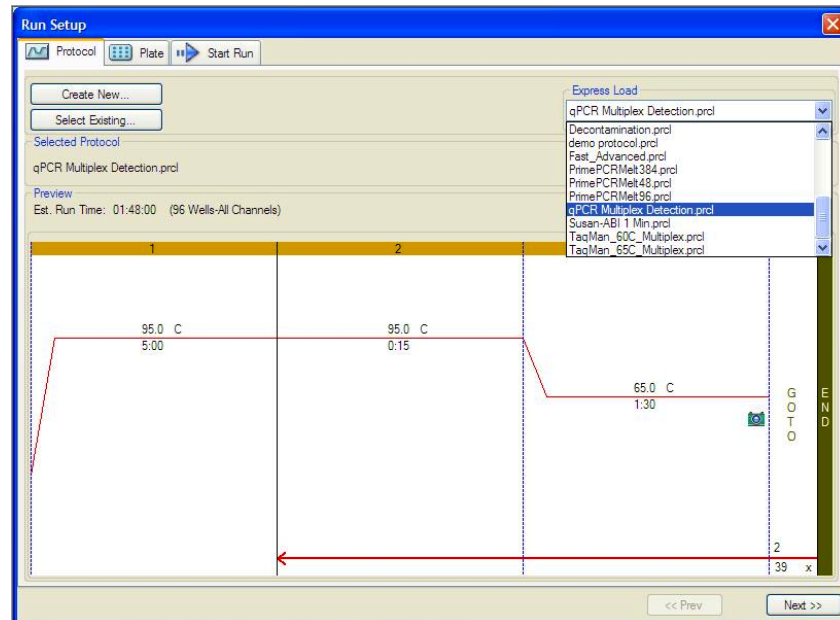 Run Setup
Protocol
Plate
Start Run
Create New...
Select Existing...
Express Load
qPCR Multiplex Detection.prcl
Decontamination.prcl
demo protocol.prcl
Fast_Advanced.prcl
PrimePCRMelt384.prcl
PrimePCRMelt48.prcl
PrimePCRMelt96.prcl
qPCR Multiplex Detection.prcl
Susan-ABI 1 Min.prcl
TaqMan_60C_Multiplex.prcl
TaqMan_65C_Multiplex.prcl
Selected Protocol
qPCR Multiplex Detection.prcl
Preview
Est. Run Time: 01:48:00 (96 Wells-All Channels)
1
2
95.0 C
5:00
95.0 C
0:15
65.0 C
1:30
GOTO
END
2
39 x
<< Prev
Next >>